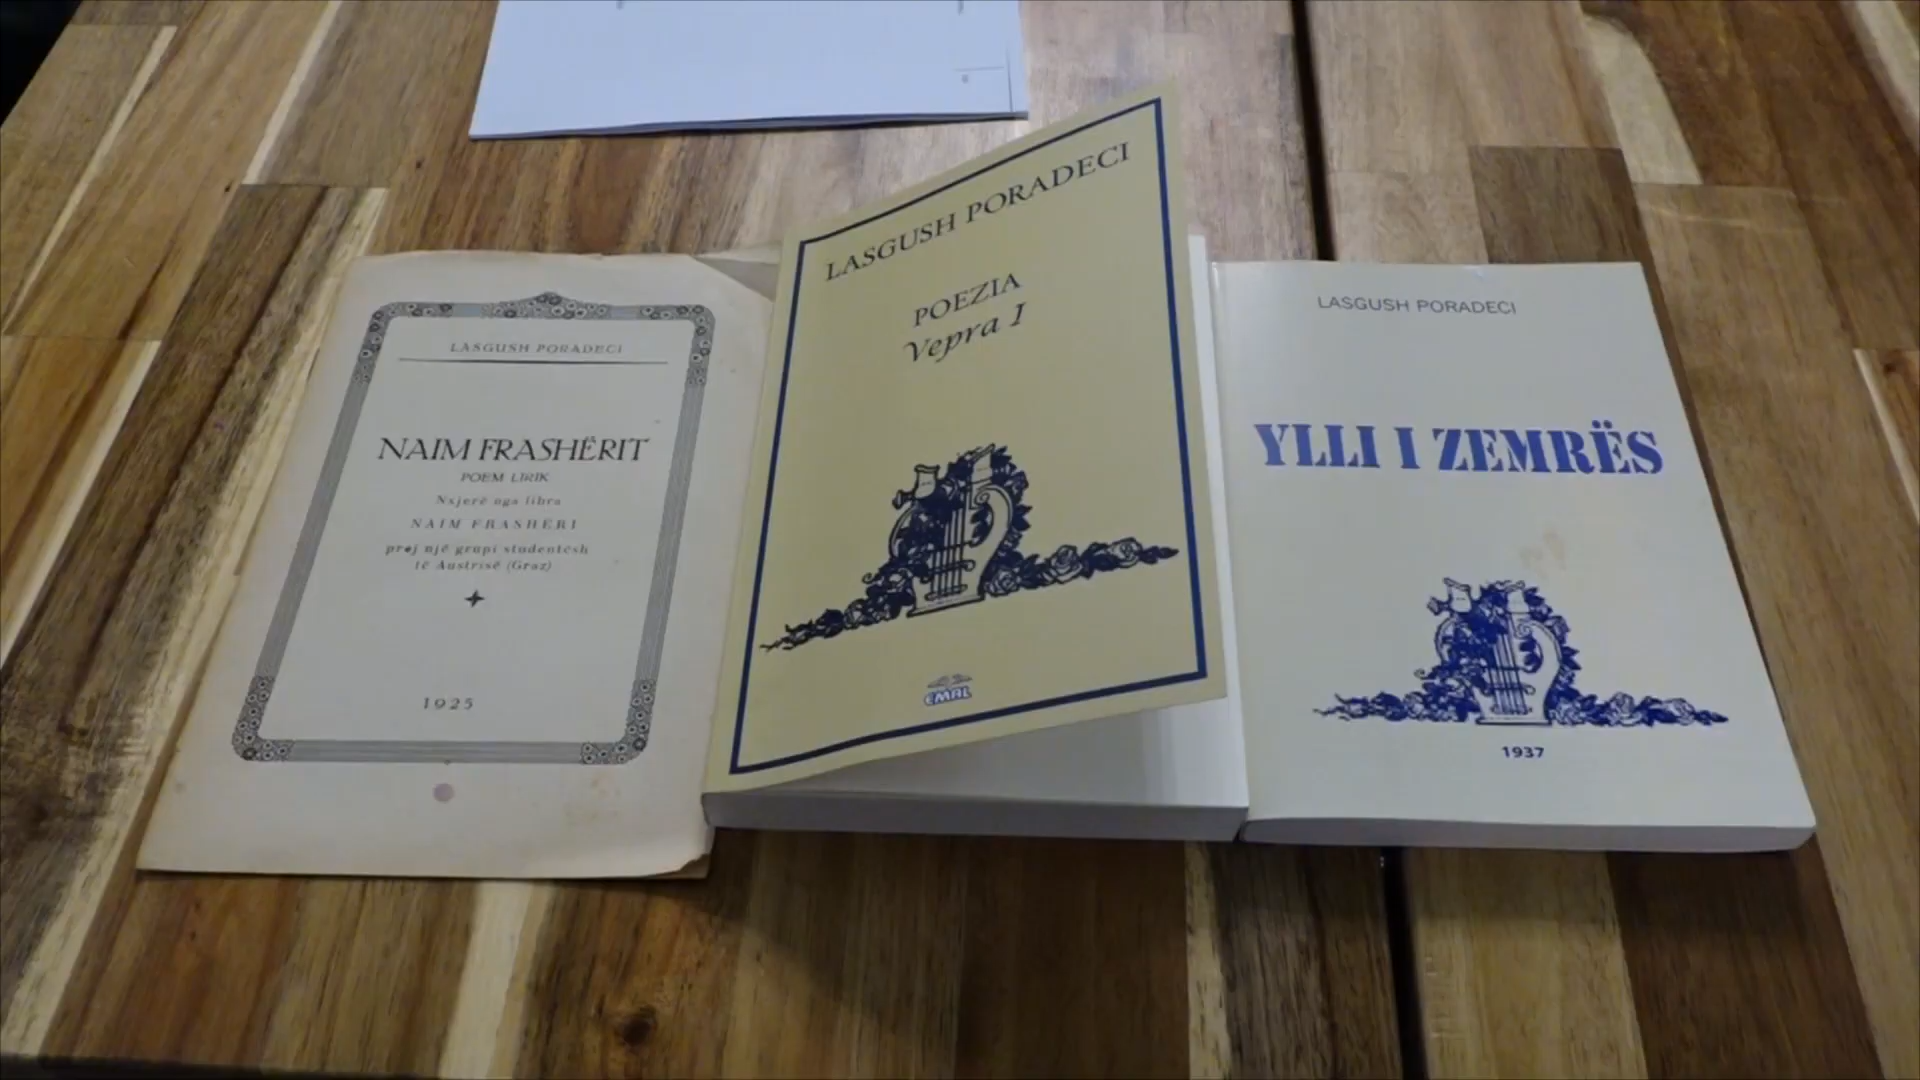 LASGUSH PORADECI
NAIM FRASHËRIT
POEM LIRIK
Nxjerë nga libra
NAIM FRASHËRI
prej një grupi studentësh
të Austrisë (Graz)
1925
LASGUSH PORADECI
POEZIA
Vepra I
EMAL
LASGUSH PORADECI
YLLI I ZEMRËS
1937